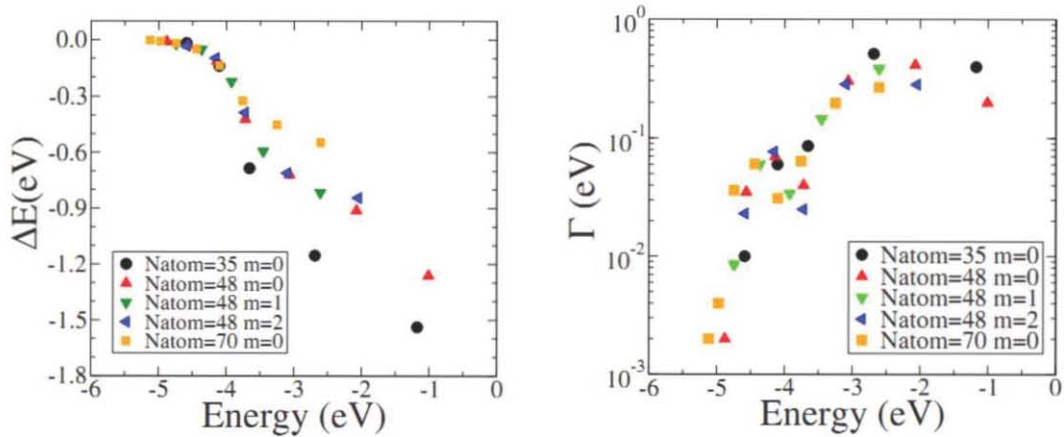 0.0
-0.3
-0.6
-0.9
-1.2
-1.5
-1.8
ΔE(eV)
Natom=35 m=0
Natom=48 m=0
Natom=48 m=1
Natom=48 m=2
Natom=70 m=0
-6 -5 -4 -3 -2 -1 0
Energy (eV)
10^0
10^-1
10^-2
10^-3
Γ (eV)
Natom=35 m=0
Natom=48 m=0
Natom=48 m=1
Natom=48 m=2
Natom=70 m=0
-6 -5 -4 -3 -2 -1 0
Energy (eV)